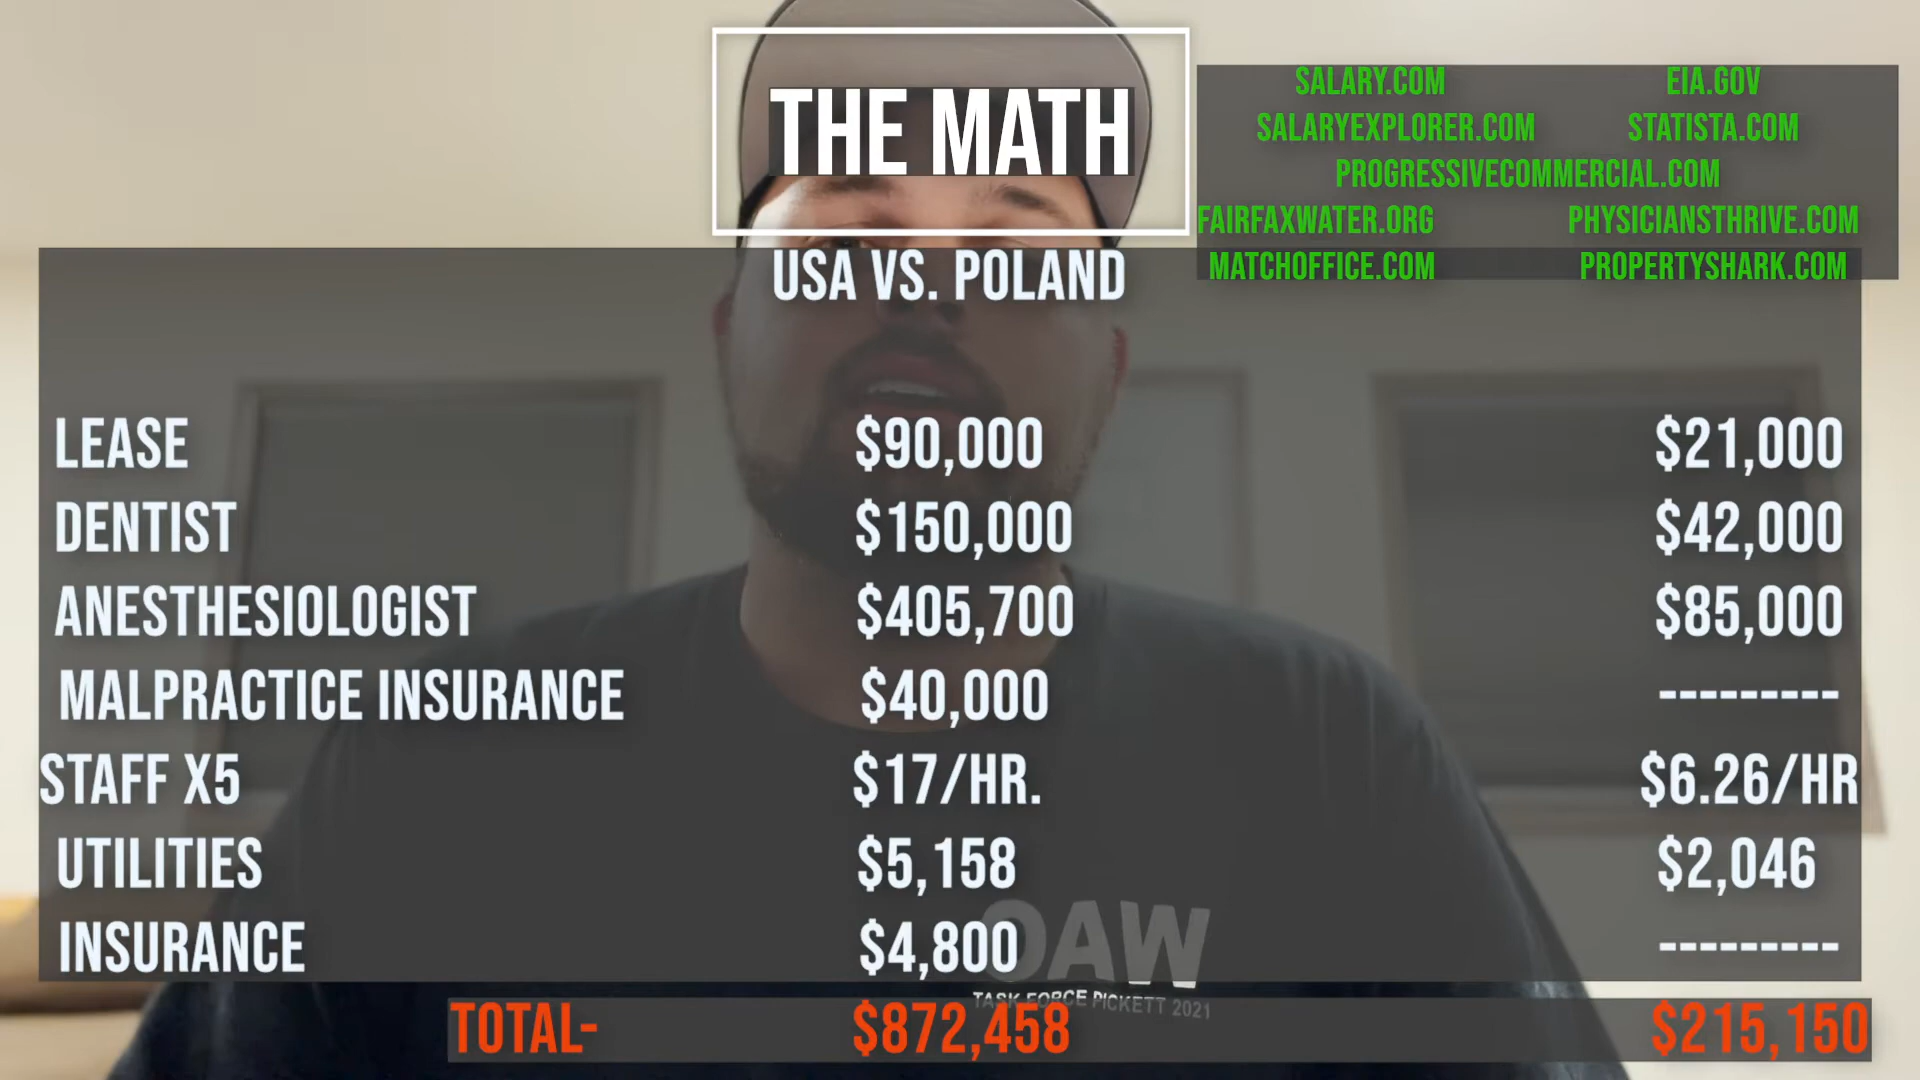 THE MATH
SALARY.COM EIA.GOV
SALARYEXPLORER.COM STATISTA.COM
PROGRESSIVECOMMERCIAL.COM
FAIRFAXWATER.ORG PHYSICIANSTHRIVE.COM
MATCHOFFICE.COM PROPERTYSHARK.COM
USA VS. POLAND
LEASE $90,000 $21,000
DENTIST $150,000 $42,000
ANESTHESIOLOGIST $405,700 $85,000
MALPRACTICE INSURANCE $40,000 ---------
STAFF X5 $17/HR. $6.26/HR
UTILITIES $5,158 $2,046
INSURANCE $4,800 ---------
OAW
TASK FORCE PICKETT 2021
TOTAL- $872,458 $215,150